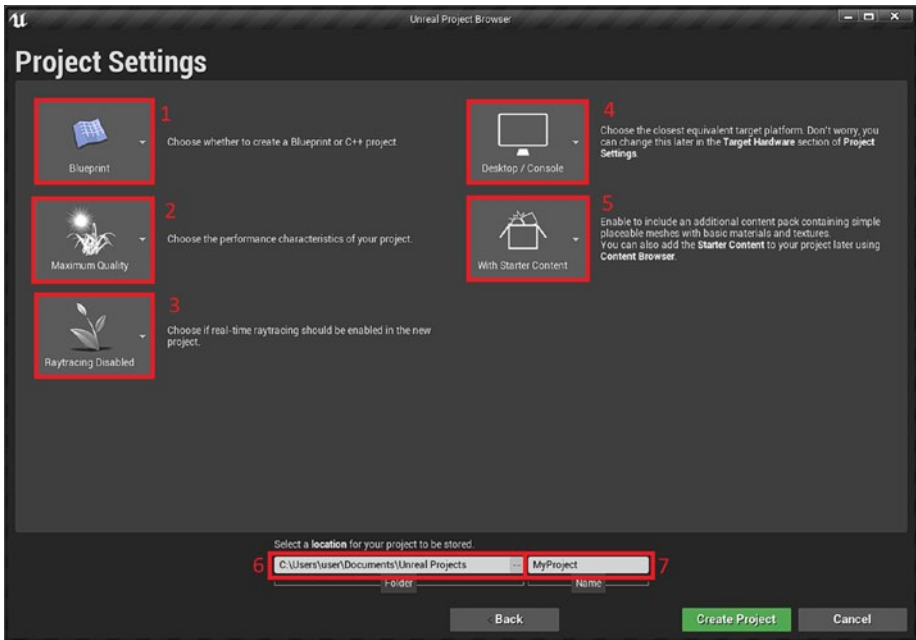 Unreal Project Browser
Project Settings
1
Blueprint
Choose whether to create a Blueprint or C++ project
2
Maximum Quality
Choose the performance characteristics of your project.
3
Raytracing Disabled
Choose if real-time raytracing should be enabled in the new
project.
4
Desktop / Console
Choose the closest equivalent target platform. Don't worry, you
can change this later in the Target Hardware section of Project
Settings.
5
With Starter Content
Enable to include an additional content pack containing simple
placeable meshes with basic materials and textures.
You can also add the Starter Content to your project later using
Content Browser.
Select a location for your project to be stored.
6 C:\Users\user\Documents\Unreal Projects ... MyProject 7
Folder Name
Back Create Project Cancel